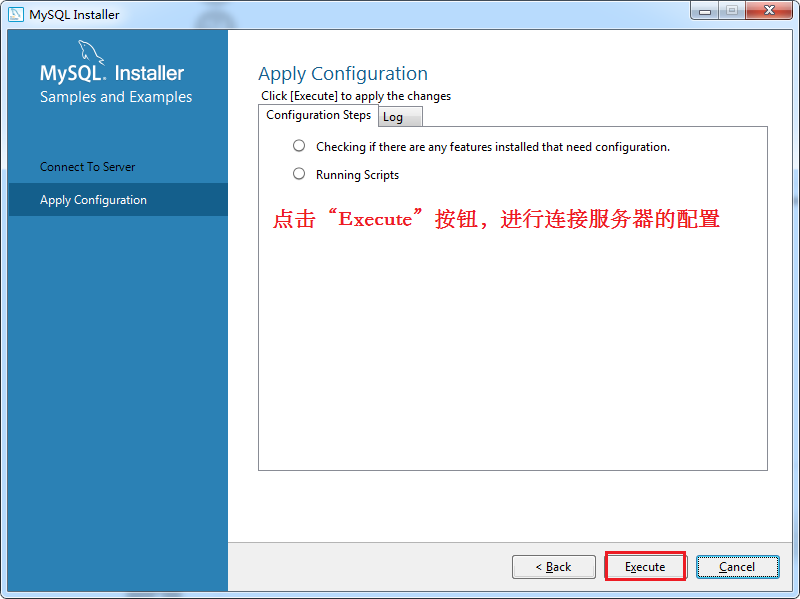 MySQL Installer
MySQL. Installer
Samples and Examples
Connect To Server
Apply Configuration
Apply Configuration
Click [Execute] to apply the changes
Configuration Steps
Log
Checking if there are any features installed that need configuration.
Running Scripts
点击“Execute”按钮，进行连接服务器的配置
< Back
Execute
Cancel